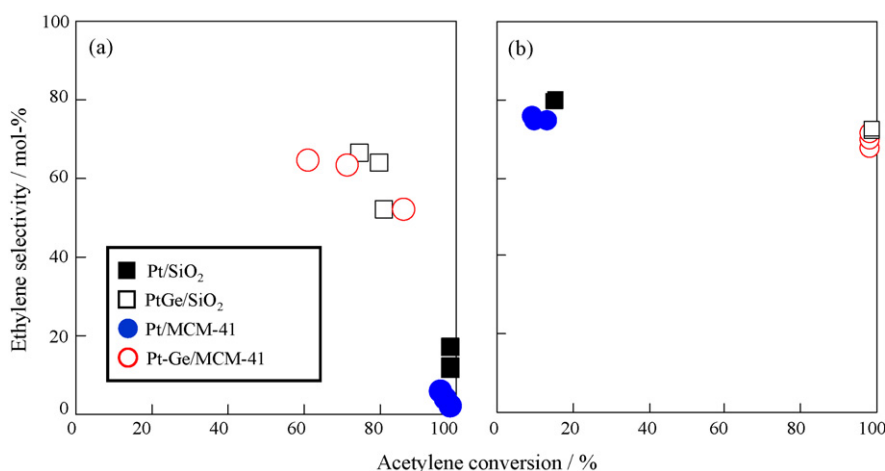 100
(a)
(b)
80
60
40
20
0
Ethylene selectivity / mol-%
Pt/SiO₂
PtGe/SiO₂
Pt/MCM-41
Pt-Ge/MCM-41
0 20 40 60 80 100 0 20 40 60 80 100
Acetylene conversion / %